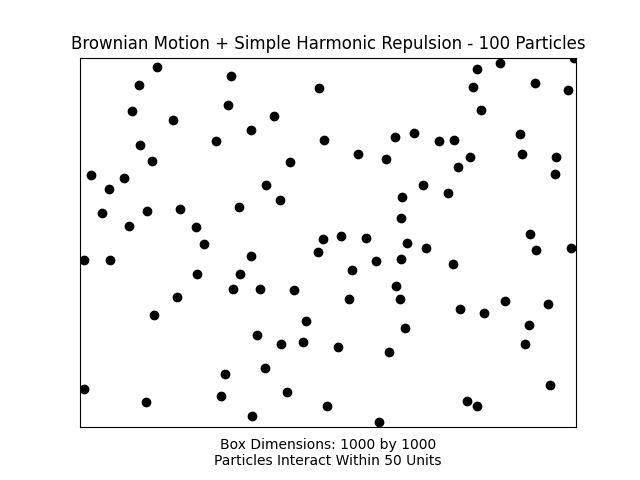 Brownian Motion + Simple Harmonic Repulsion - 100 Particles
Box Dimensions: 1000 by 1000
Particles Interact Within 50 Units